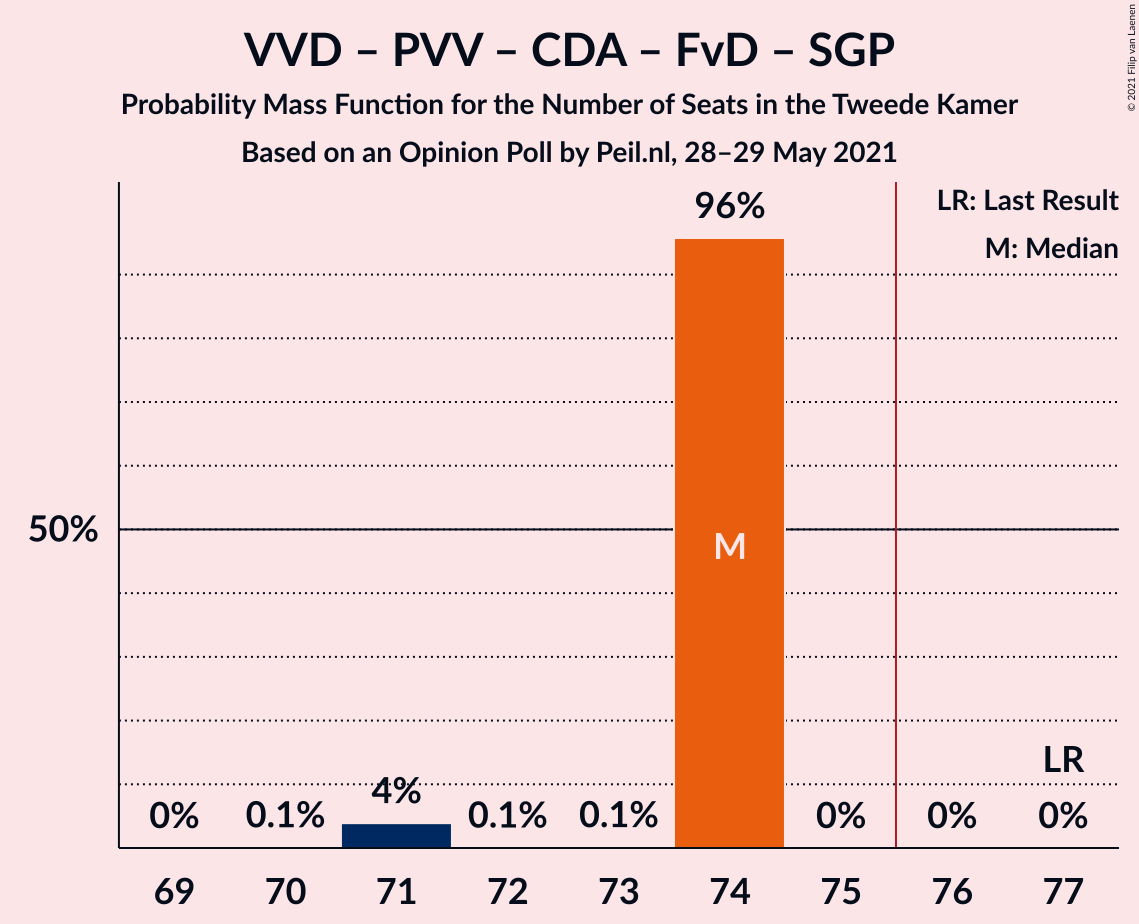 VVD – PVV – CDA – FvD – SGP
Probability Mass Function for the Number of Seats in the Tweede Kamer
Based on an Opinion Poll by Peil.nl, 28–29 May 2021
© 2021 Filip van Laenen
LR: Last Result
M: Median
96%
50%
M
LR
0%
0.1%
4%
0.1%
0.1%
0%
0%
0%
69
70
71
72
73
74
75
76
77